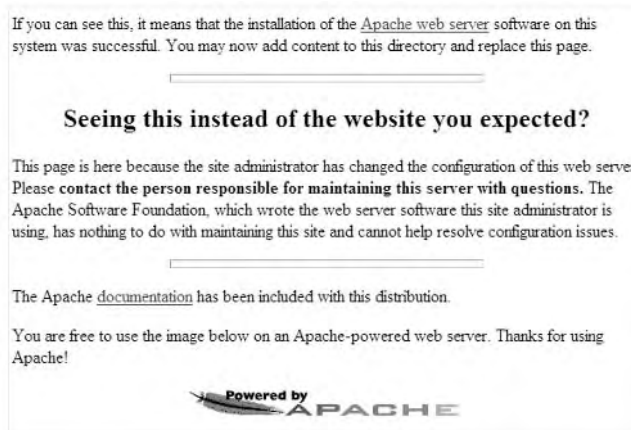 If you can see this, it means that the installation of the Apache web server software on this
system was successful. You may now add content to this directory and replace this page.
Seeing this instead of the website you expected?
This page is here because the site administrator has changed the configuration of this web serve
Please contact the person responsible for maintaining this server with questions. The
Apache Software Foundation, which wrote the web server software this site administrator is
using, has nothing to do with maintaining this site and cannot help resolve configuration issues.
The Apache documentation has been included with this distribution.
You are free to use the image below on an Apache-powered web server. Thanks for using
Apache!
Powered by
APACHE